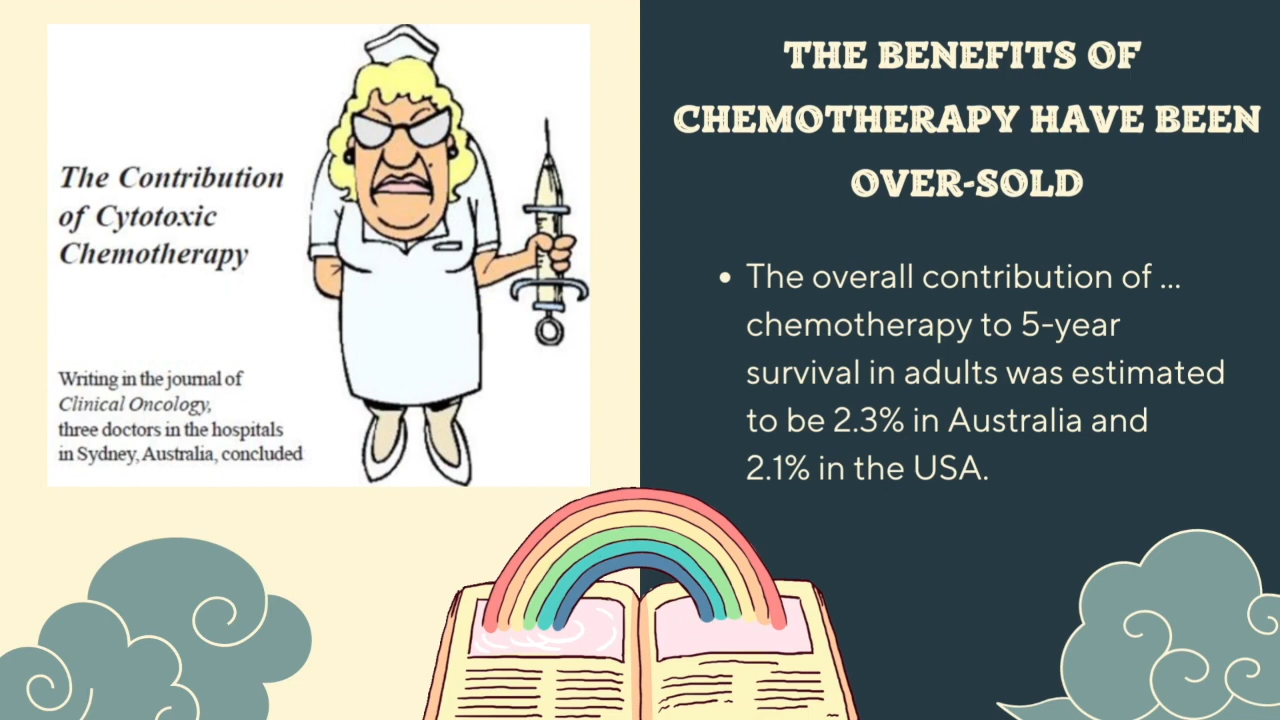 The Contribution
of Cytotoxic
Chemotherapy
Writing in the journal of
Clinical Oncology,
three doctors in the hospitals
in Sydney, Australia, concluded
THE BENEFITS OF
CHEMOTHERAPY HAVE BEEN
OVER-SOLD
• The overall contribution of ...
chemotherapy to 5-year
survival in adults was estimated
to be 2.3% in Australia and
2.1% in the USA.